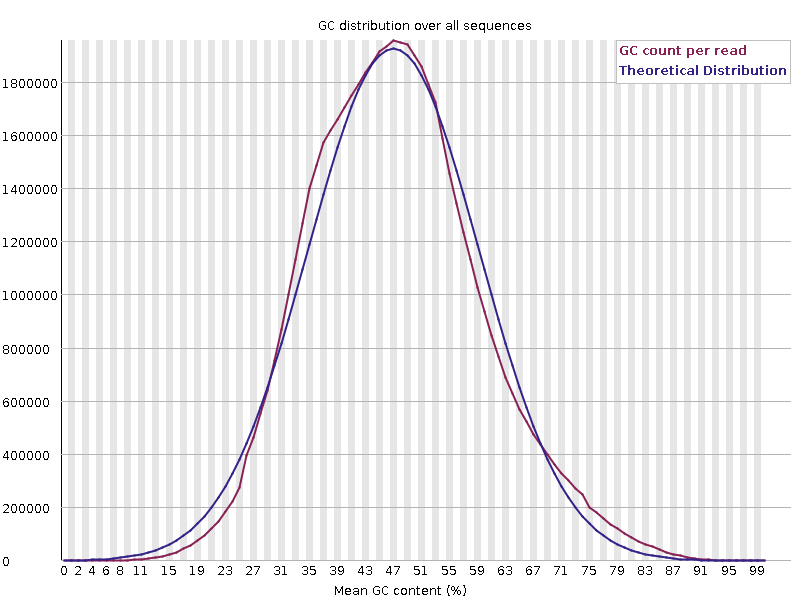 GC distribution over all sequences
GC count per read
Theoretical Distribution
1800000
1600000
1400000
1200000
1000000
800000
600000
400000
200000
0
0 2 4 6 8 11 15 19 23 27 31 35 39 43 47 51 55 59 63 67 71 75 79 83 87 91 95 99
Mean GC content (%)